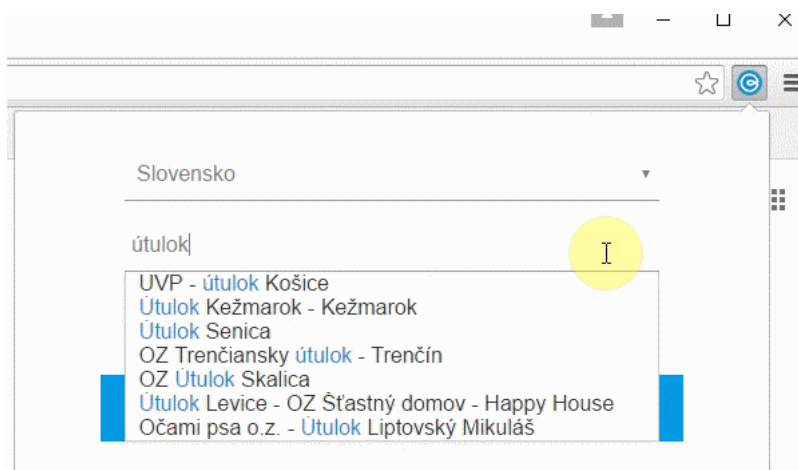 Slovensko
útulok
UVP - útulok Košice
Útulok Kežmarok - Kežmarok
Útulok Senica
OZ Trenčiansky útulok - Trenčín
OZ Útulok Skalica
Útulok Levice - OZ Šťastný domov - Happy House
Očami psa o.z. - Útulok Liptovský Mikuláš